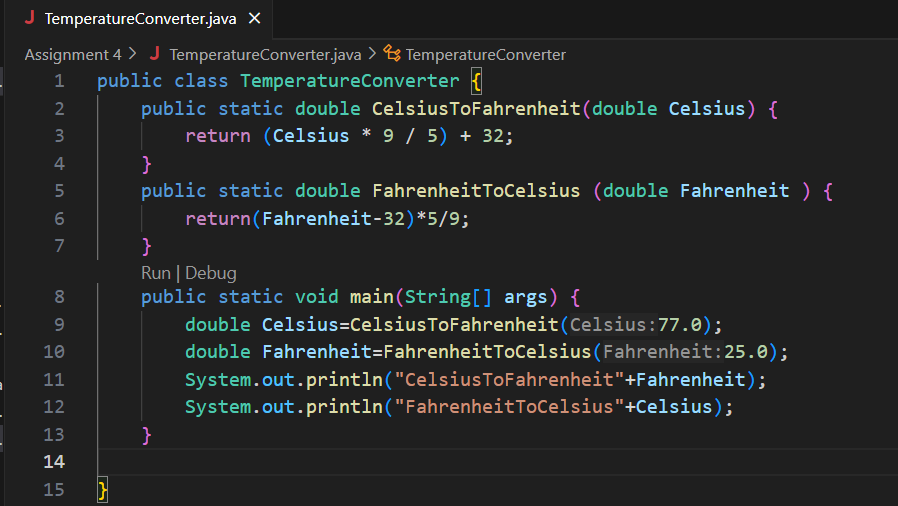 J TemperatureConverter.java ×
Assignment 4 > J TemperatureConverter.java > TemperatureConverter
1 public class TemperatureConverter {
2 public static double CelsiusToFahrenheit(double Celsius) {
3 return (Celsius * 9 / 5) + 32;
4 }
5 public static double FahrenheitToCelsius (double Fahrenheit ) {
6 return(Fahrenheit-32)*5/9;
7 }
Run | Debug
8 public static void main(String[] args) {
9 double Celsius=CelsiusToFahrenheit(Celsius:77.0);
10 double Fahrenheit=FahrenheitToCelsius(Fahrenheit:25.0);
11 System.out.println("CelsiusToFahrenheit"+Fahrenheit);
12 System.out.println("FahrenheitToCelsius"+Celsius);
13 }
14
15 }